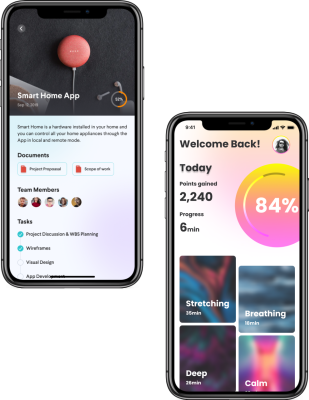 Smart Home App
Sep 11, 2019
52%
Smart Home is a hardware installed in your home and
you can control all your home appliances through the
App in local and remote mode.
Documents
Project Proposal
Scope of work
Team Members
Tasks
Project Discussion & WBS Planning
Wireframes
Visual Design
App Development
9:41
Welcome Back!
Today
Points gained
2,240
Progress
6min
84%
Stretching
35min
Breathing
Deep
Calm